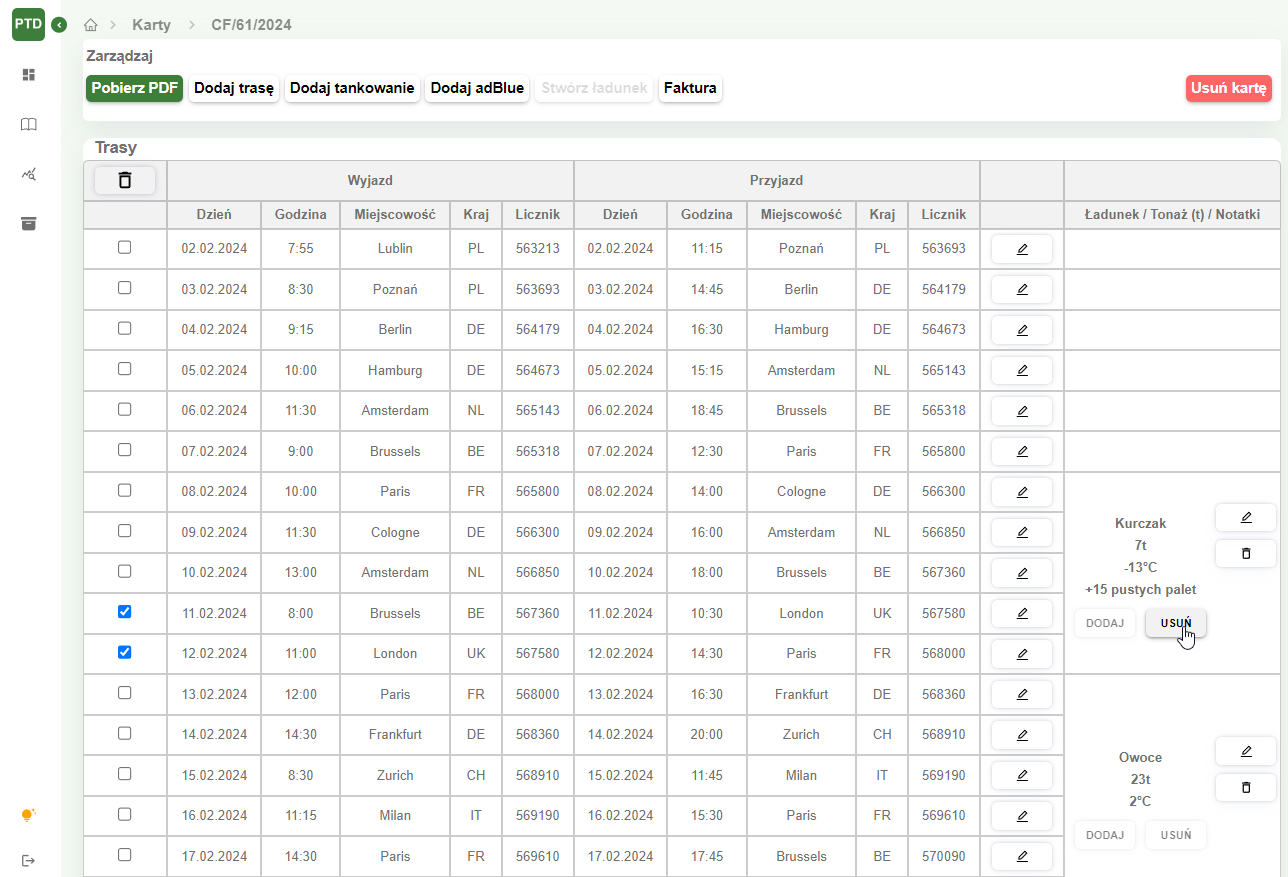 PTD
Karty
CF/61/2024
Zarządzaj
Pobierz PDF Dodaj trasę Dodaj tankowanie Dodaj adBlue Stwórz ładunek Faktura Usuń kartę
Trasy
Wyjazd Przyjazd
Dzień Godzina Miejscowość Kraj Licznik Dzień Godzina Miejscowość Kraj Licznik Ładunek / Tonaż (t) / Notatki
02.02.2024 7:55 Lublin PL 563213 02.02.2024 11:15 Poznań PL 563693
03.02.2024 8:30 Poznań PL 563693 03.02.2024 14:45 Berlin DE 564179
04.02.2024 9:15 Berlin DE 564179 04.02.2024 16:30 Hamburg DE 564673
05.02.2024 10:00 Hamburg DE 564673 05.02.2024 15:15 Amsterdam NL 565143
06.02.2024 11:30 Amsterdam NL 565143 06.02.2024 18:45 Brussels BE 565318
07.02.2024 9:00 Brussels BE 565318 07.02.2024 12:30 Paris FR 565800
08.02.2024 10:00 Paris FR 565800 08.02.2024 14:00 Cologne DE 566300
09.02.2024 11:30 Cologne DE 566300 09.02.2024 16:00 Amsterdam NL 566850
10.02.2024 13:00 Amsterdam NL 566850 10.02.2024 18:00 Brussels BE 567360
11.02.2024 8:00 Brussels BE 567360 11.02.2024 10:30 London UK 567580
12.02.2024 11:00 London UK 567580 12.02.2024 14:30 Paris FR 568000
Kurczak
7t
-13°C
+15 pustych palet
DODAJ USUŃ
13.02.2024 12:00 Paris FR 568000 13.02.2024 16:30 Frankfurt DE 568360
14.02.2024 14:30 Frankfurt DE 568360 14.02.2024 20:00 Zurich CH 568910
15.02.2024 8:30 Zurich CH 568910 15.02.2024 11:45 Milan IT 569190
16.02.2024 11:15 Milan IT 569190 16.02.2024 15:30 Paris FR 569610
17.02.2024 14:30 Paris FR 569610 17.02.2024 17:45 Brussels BE 570090
Owoce
23t
2°C
DODAJ USUŃ